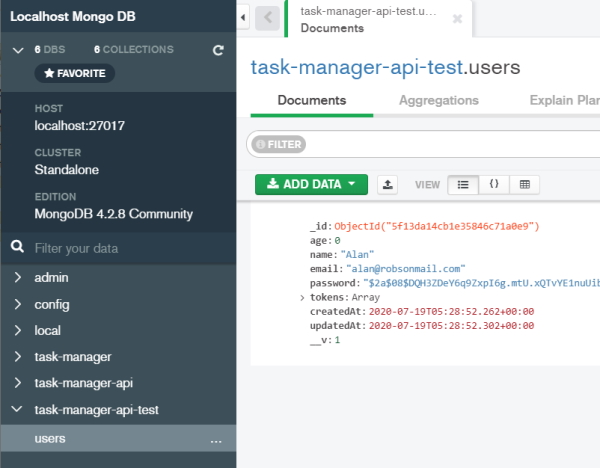 Localhost Mongo DB
6 DBS 6 COLLECTIONS
FAVORITE
HOST
localhost:27017
CLUSTER
Standalone
EDITION
MongoDB 4.2.8 Community
Filter your data
admin
config
local
task-manager
task-manager-api
task-manager-api-test
users ...
task-manager-api-test.u...
Documents
task-manager-api-test.users
Documents Aggregations Explain Plan
FILTER
ADD DATA VIEW {}
_id:ObjectId("5f13da14cb1e35846c71a0e9")
age:0
name:"Alan"
email:"alan@robsonmail.com"
password:"$2a$08$DQH3ZDeY6q9ZxpI6g.mtU.xQTvYE1nuUib
tokens:Array
createdAt:2020-07-19T05:28:52.262+00:00
updatedAt:2020-07-19T05:28:52.302+00:00
__v:1